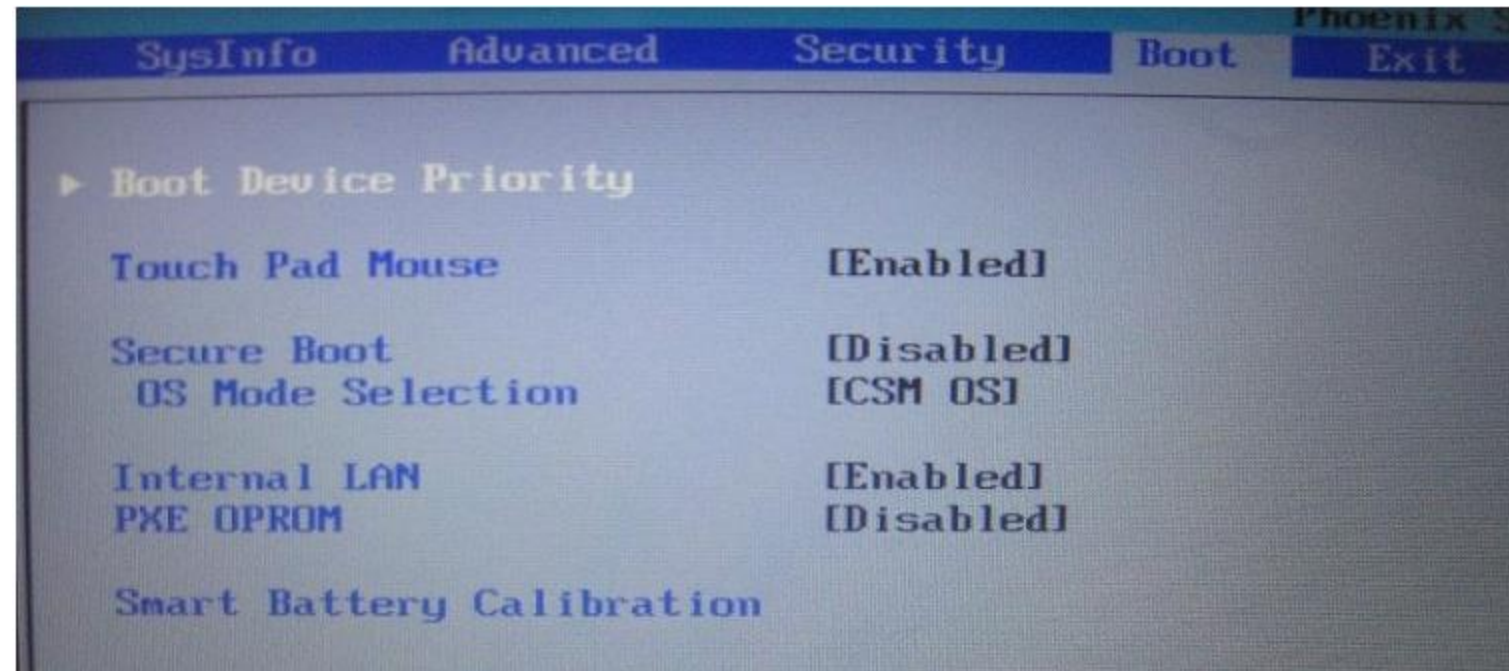 Phoenix S
SysInfo Advanced Security Boot Exit
Boot Device Priority
Touch Pad Mouse [Enabled]
Secure Boot [Disabled]
OS Mode Selection [CSM OS]
Internal LAN [Enabled]
PXE OPROM [Disabled]
Smart Battery Calibration